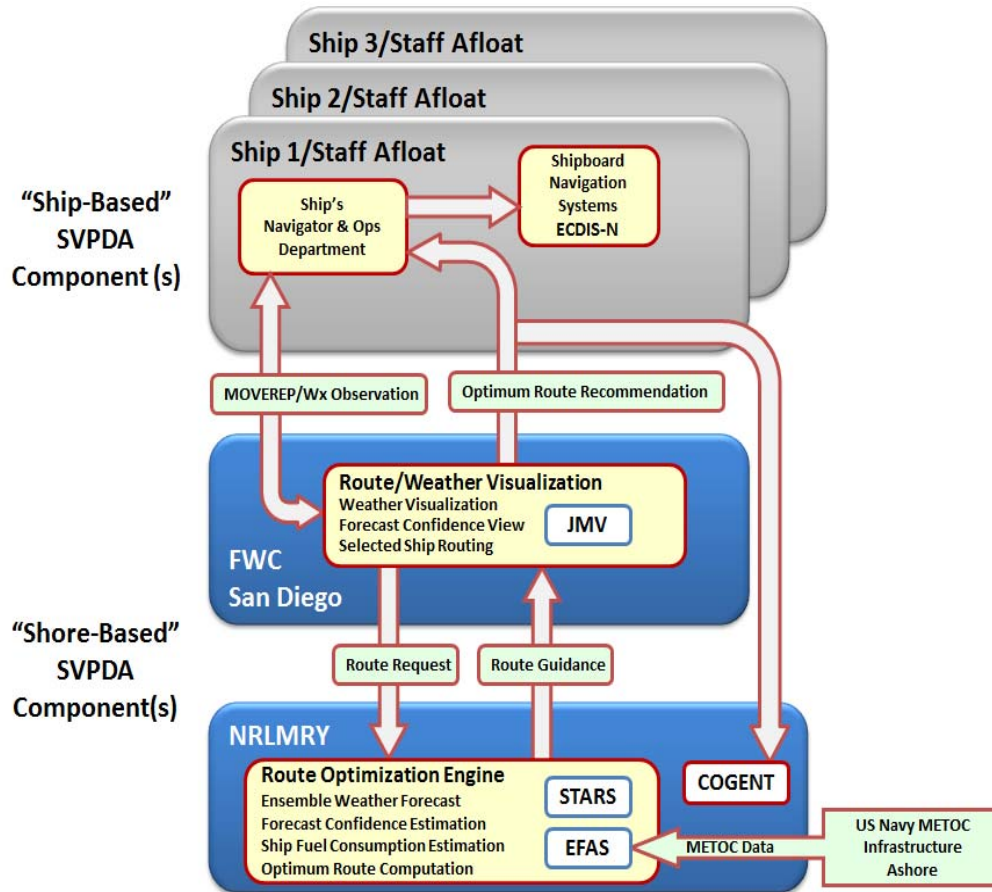 Ship 3/Staff Afloat
Ship 2/Staff Afloat
Ship 1/Staff Afloat
"Ship-Based"
SVPDA
Component (s)
Ship's
Navigator & Ops
Department
Shipboard
Navigation
Systems
ECDIS-N
MOVEREP/Wx Observation
Optimum Route Recommendation
Route/Weather Visualization
Weather Visualization
Forecast Confidence View
Selected Ship Routing
JMV
FWC
San Diego
"Shore-Based"
SVPDA
Component(s)
Route Request
Route Guidance
NRLMRY
Route Optimization Engine
Ensemble Weather Forecast
Forecast Confidence Estimation
Ship Fuel Consumption Estimation
Optimum Route Computation
STARS
EFAS
COGENT
METOC Data
US Navy METOC
Infrastructure
Ashore